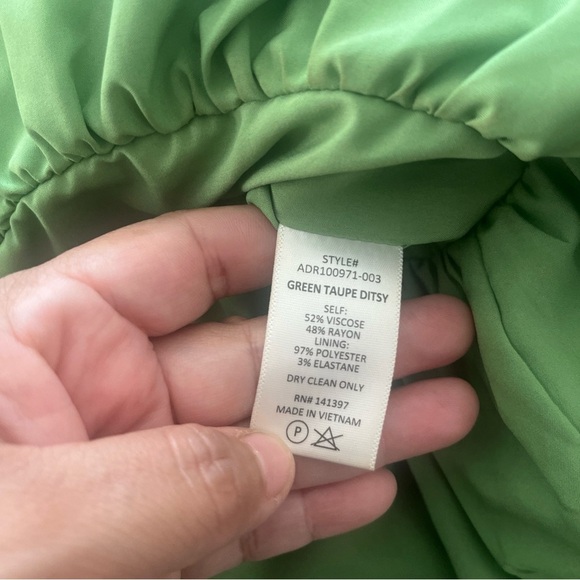 STYLE#
ADR100971-003
GREEN TAUPE DITSY
SELF:
52% VISCOSE
48% RAYON
LINING:
97% POLYESTER
3% ELASTANE
DRY CLEAN ONLY
RN# 141397
MADE IN VIETNAM
P